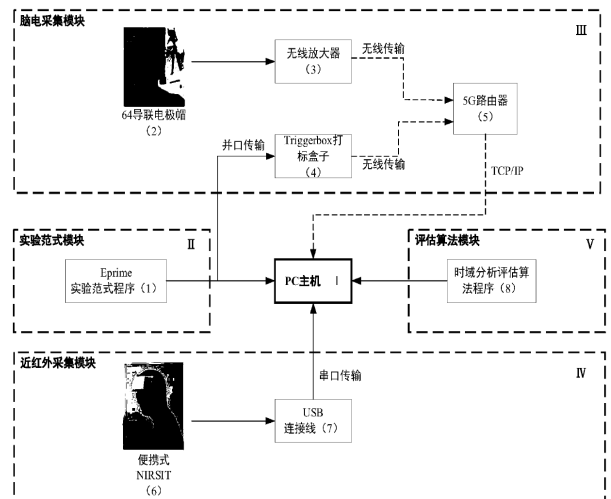 脑电采集模块
III
64导联电极帽
（2）
无线放大器
（3）
无线传输
5G路由器
（5）
并口传输
Triggerbox打
标盒子
（4）
无线传输
TCP/IP
实验范式模块
II
Eprime
实验范式程序（1）
PC主机 I
评估算法模块
V
时域分析评估算
法程序（8）
近红外采集模块
IV
串口传输
USB
连接线（7）
便携式
NIRSIT
（6）